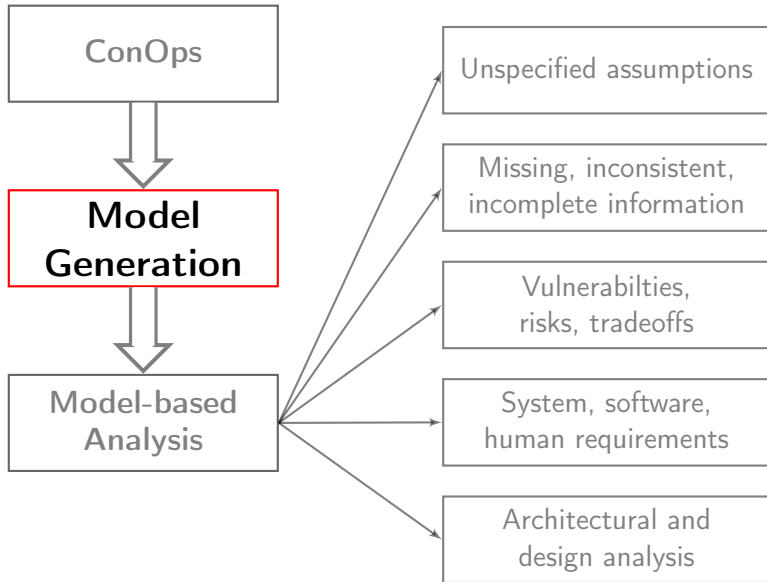 ConOps
Model
Generation
Model-based
Analysis
Unspecified assumptions
Missing, inconsistent,
incomplete information
Vulnerabilties,
risks, tradeoffs
System, software,
human requirements
Architectural and
design analysis